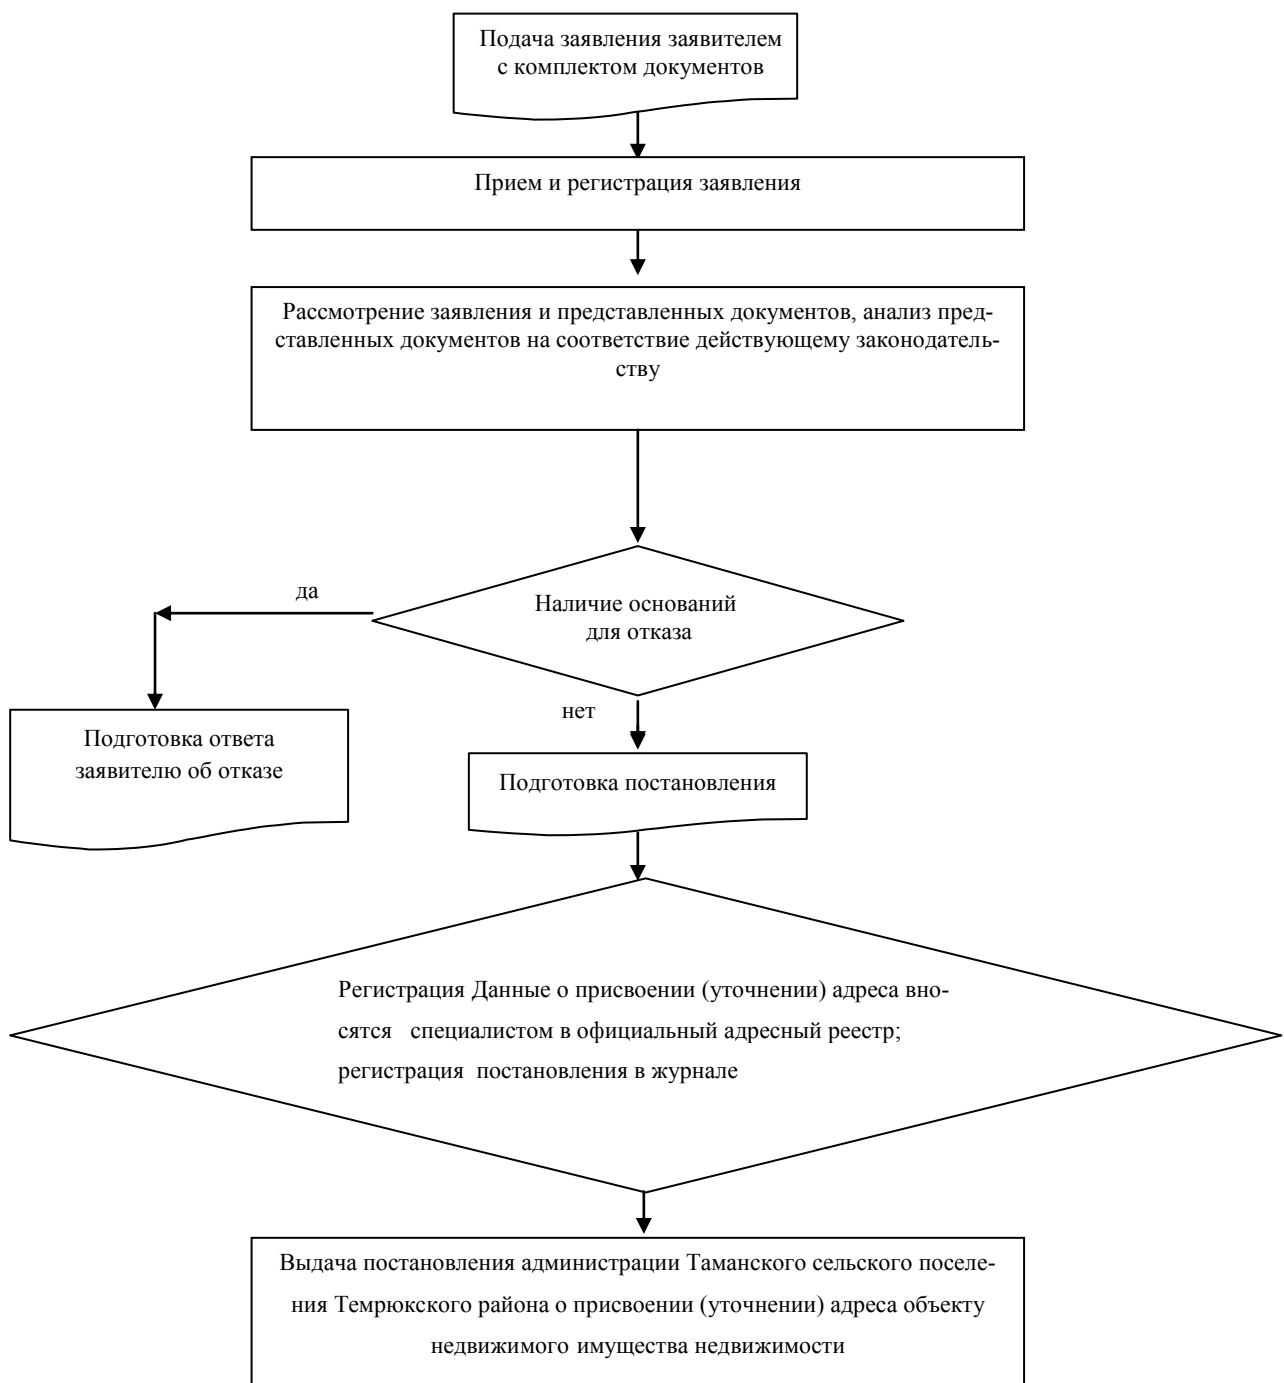 Подача заявления заявителем
с комплектом документов
Прием и регистрация заявления
Рассмотрение заявления и представленных документов, анализ пред-
ставленных документов на соответствие действующему законодатель-
ству
да
Наличие оснований
для отказа
нет
Подготовка ответа
заявителю об отказе
Подготовка постановления
Регистрация Данные о присвоении (уточнении) адреса вно-
сятся специалистом в официальный адресный реестр;
регистрация постановления в журнале
Выдача постановления администрации Таманского сельского поселе-
ния Темрюкского района о присвоении (уточнении) адреса объекту
недвижимого имущества недвижимости